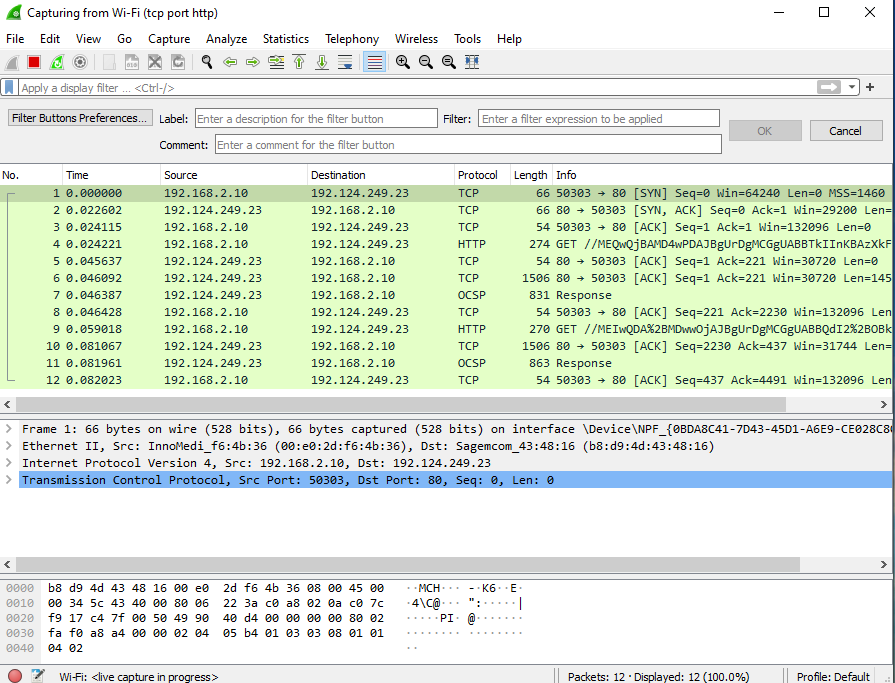 Capturing from Wi-Fi (tcp port http)
File Edit View Go Capture Analyze Statistics Telephony Wireless Tools Help
Apply a display filter ... <Ctrl-/>
Filter Buttons Preferences... Label: Enter a description for the filter button Filter: Enter a filter expression to be applied OK Cancel
Comment: Enter a comment for the filter button
No. Time Source Destination Protocol Length Info
1 0.000000 192.168.2.10 192.124.249.23 TCP 66 50303 → 80 [SYN] Seq=0 Win=64240 Len=0 MSS=1460
2 0.022602 192.124.249.23 192.168.2.10 TCP 66 80 → 50303 [SYN, ACK] Seq=0 Ack=1 Win=29200 Len=
3 0.024115 192.168.2.10 192.124.249.23 TCP 54 50303 → 80 [ACK] Seq=1 Ack=1 Win=132096 Len=0
4 0.024221 192.168.2.10 192.124.249.23 HTTP 274 GET //MEQwQjBAMD4wPDAJBgUrDgMCGgUABBTkIInKBAzXkF
5 0.045637 192.124.249.23 192.168.2.10 TCP 54 80 → 50303 [ACK] Seq=1 Ack=221 Win=30720 Len=0
6 0.046092 192.124.249.23 192.168.2.10 TCP 1506 80 → 50303 [ACK] Seq=1 Ack=221 Win=30720 Len=145
7 0.046387 192.124.249.23 192.168.2.10 OCSP 831 Response
8 0.046428 192.168.2.10 192.124.249.23 TCP 54 50303 → 80 [ACK] Seq=221 Ack=2230 Win=132096 Len=
9 0.059018 192.168.2.10 192.124.249.23 HTTP 270 GET //MEIwQDA%2BMDwwOjAJBgUrDgMCGgUABBQdI2%2BOBk
10 0.081067 192.124.249.23 192.168.2.10 TCP 1506 80 → 50303 [ACK] Seq=2230 Ack=437 Win=31744 Len=
11 0.081961 192.124.249.23 192.168.2.10 OCSP 863 Response
12 0.082023 192.168.2.10 192.124.249.23 TCP 54 50303 → 80 [ACK] Seq=437 Ack=4491 Win=132096 Len=
Frame 1: 66 bytes on wire (528 bits), 66 bytes captured (528 bits) on interface \Device\NPF_{0BDA8C41-7D43-45D1-A6E9-CE028C8
Ethernet II, Src: InnoMedi_f6:4b:36 (00:e0:2d:f6:4b:36), Dst: Sagemcom_43:48:16 (b8:d9:4d:43:48:16)
Internet Protocol Version 4, Src: 192.168.2.10, Dst: 192.124.249.23
Transmission Control Protocol, Src Port: 50303, Dst Port: 80, Seq: 0, Len: 0
0000 b8 d9 4d 43 48 16 00 e0 2d f6 4b 36 08 00 45 00 ··MCH··· -·K6··E·
0010 00 34 5c 43 40 00 80 06 22 3a c0 a8 02 0a c0 7c ·4\C@··· ":·····|
0020 f9 17 c4 7f 00 50 49 90 40 d4 00 00 00 00 80 02 ·····PI· @·······
0030 fa f0 a8 a4 00 00 02 04 05 b4 01 03 03 08 01 01 ········ ········
0040 04 02 ··
Wi-Fi: <live capture in progress> Packets: 12 · Displayed: 12 (100.0%) Profile: Default